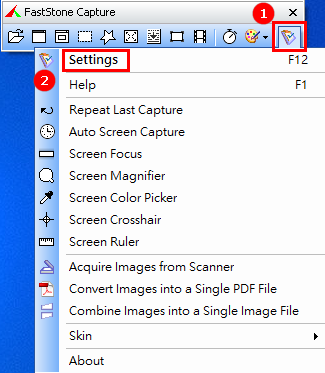 FastStone Capture
1
2
Settings F12
Help F1
Repeat Last Capture
Auto Screen Capture
Screen Focus
Screen Magnifier
Screen Color Picker
Screen Crosshair
Screen Ruler
Acquire Images from Scanner
Convert Images into a Single PDF File
Combine Images into a Single Image File
Skin
About